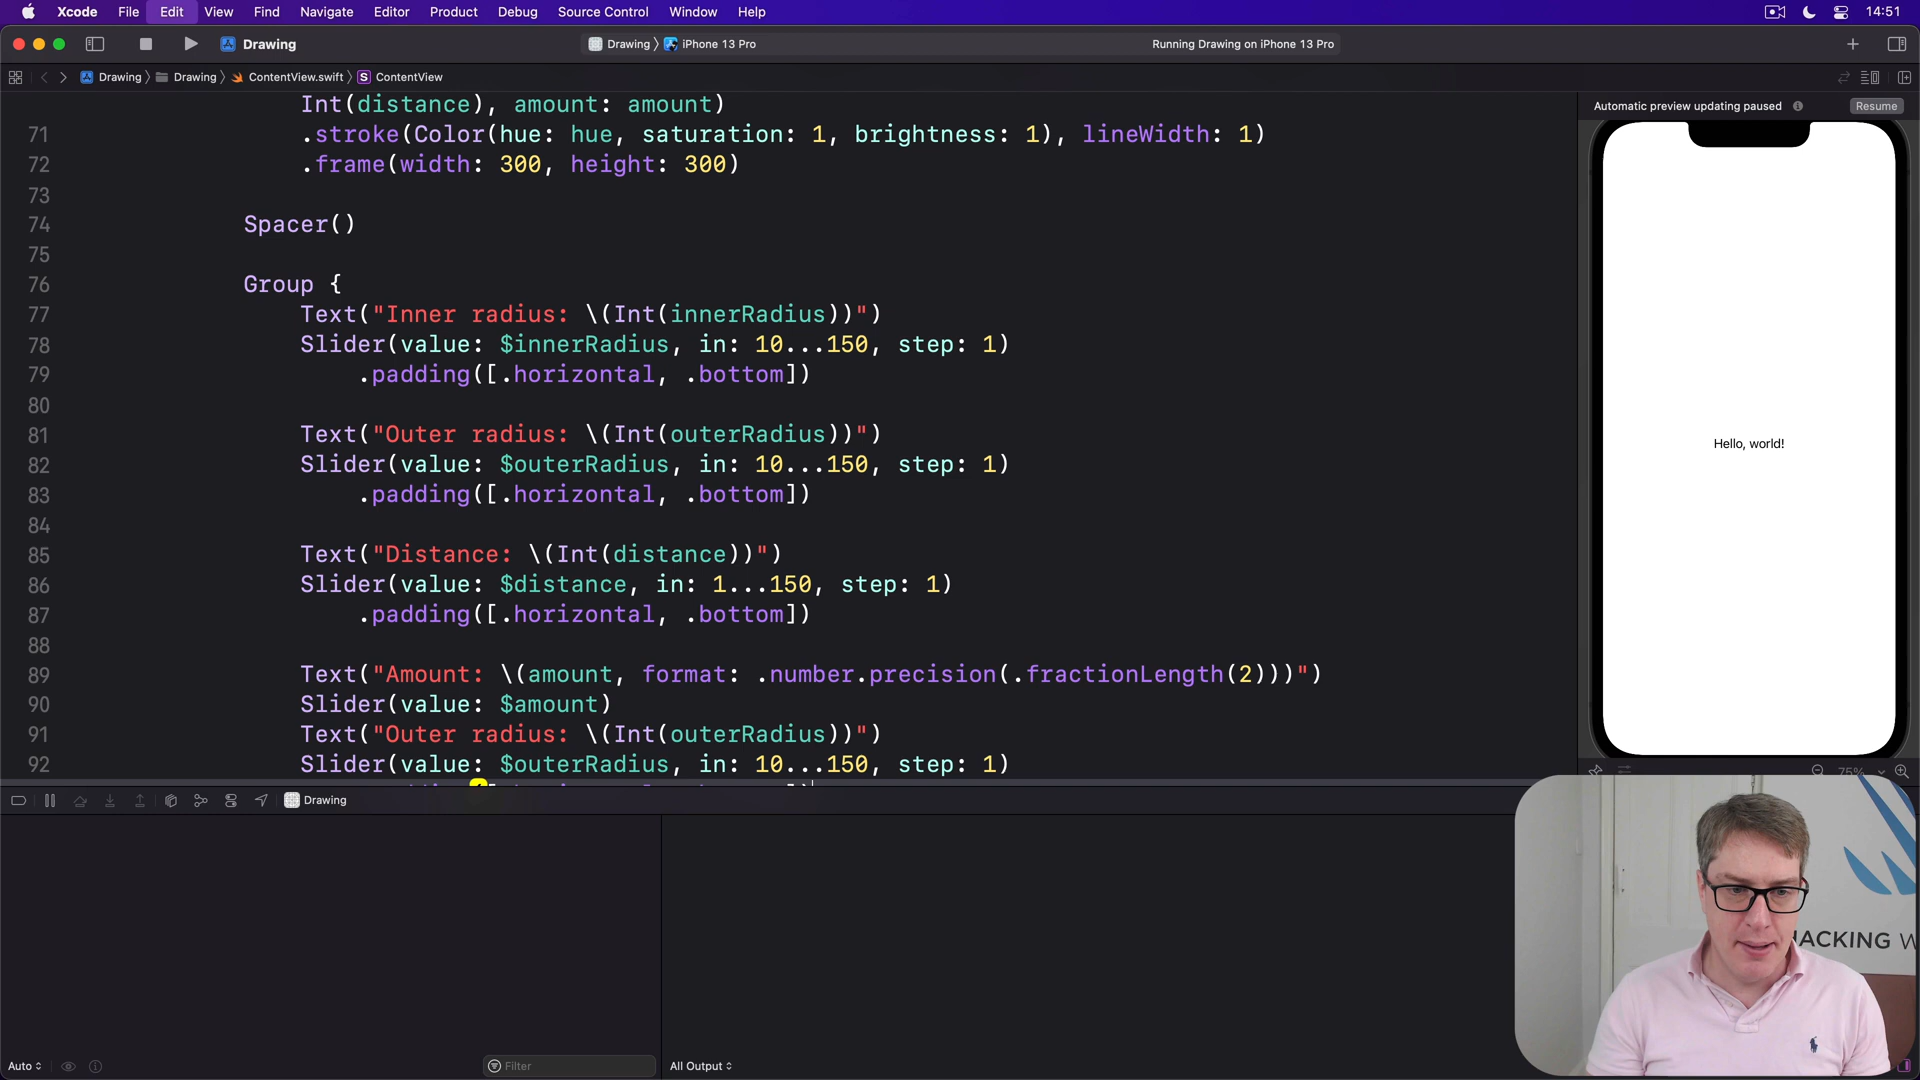 Xcode File Edit View Find Navigate Editor Product Debug Source Control Window Help 14:51
Drawing Drawing iPhone 13 Pro Running Drawing on iPhone 13 Pro
Drawing Drawing ContentView.swift S ContentView
Automatic preview updating paused Resume
Int(distance), amount: amount)
71 .stroke(Color(hue: hue, saturation: 1, brightness: 1), lineWidth: 1)
72 .frame(width: 300, height: 300)
73
74 Spacer()
75
76 Group {
77 Text("Inner radius: \(Int(innerRadius))")
78 Slider(value: $innerRadius, in: 10...150, step: 1)
79 .padding([.horizontal, .bottom])
80
81 Text("Outer radius: \(Int(outerRadius))")
82 Slider(value: $outerRadius, in: 10...150, step: 1)
83 .padding([.horizontal, .bottom])
84
85 Text("Distance: \(Int(distance))")
86 Slider(value: $distance, in: 1...150, step: 1)
87 .padding([.horizontal, .bottom])
88
89 Text("Amount: \(amount, format: .number.precision(.fractionLength(2)))")
90 Slider(value: $amount)
91 Text("Outer radius: \(Int(outerRadius))")
92 Slider(value: $outerRadius, in: 10...150, step: 1)
Hello, world!
75%
Drawing
HACKING W
Auto Filter All Output